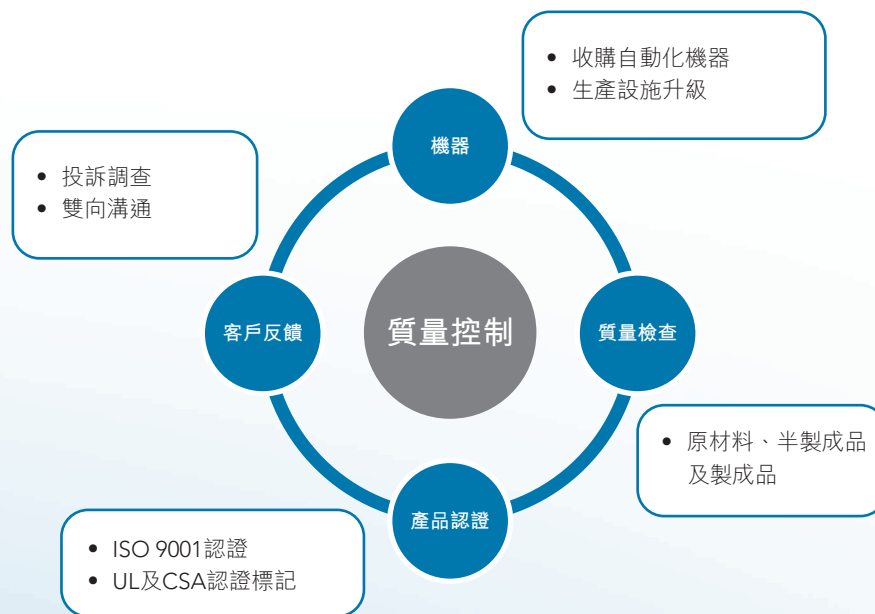 • 收購自動化機器
• 生產設施升級
機器
• 投訴調查
• 雙向溝通
客戶反饋
質量控制
質量檢查
• 原材料、半製成品
及製成品
產品認證
• ISO 9001認證
• UL及CSA認證標記